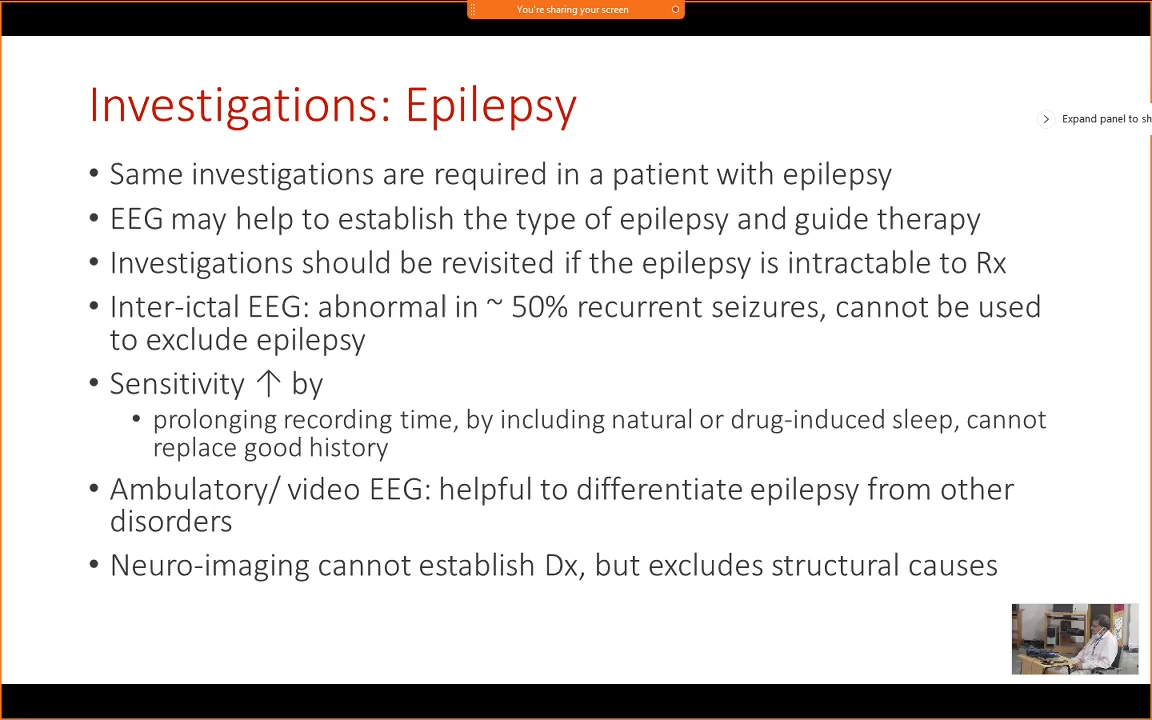 You're sharing your screen
Investigations: Epilepsy
Expand panel to sh
• Same investigations are required in a patient with epilepsy
• EEG may help to establish the type of epilepsy and guide therapy
• Investigations should be revisited if the epilepsy is intractable to Rx
• Inter-ictal EEG: abnormal in ~ 50% recurrent seizures, cannot be used
to exclude epilepsy
• Sensitivity ↑ by
• prolonging recording time, by including natural or drug-induced sleep, cannot
replace good history
• Ambulatory/ video EEG: helpful to differentiate epilepsy from other
disorders
• Neuro-imaging cannot establish Dx, but excludes structural causes